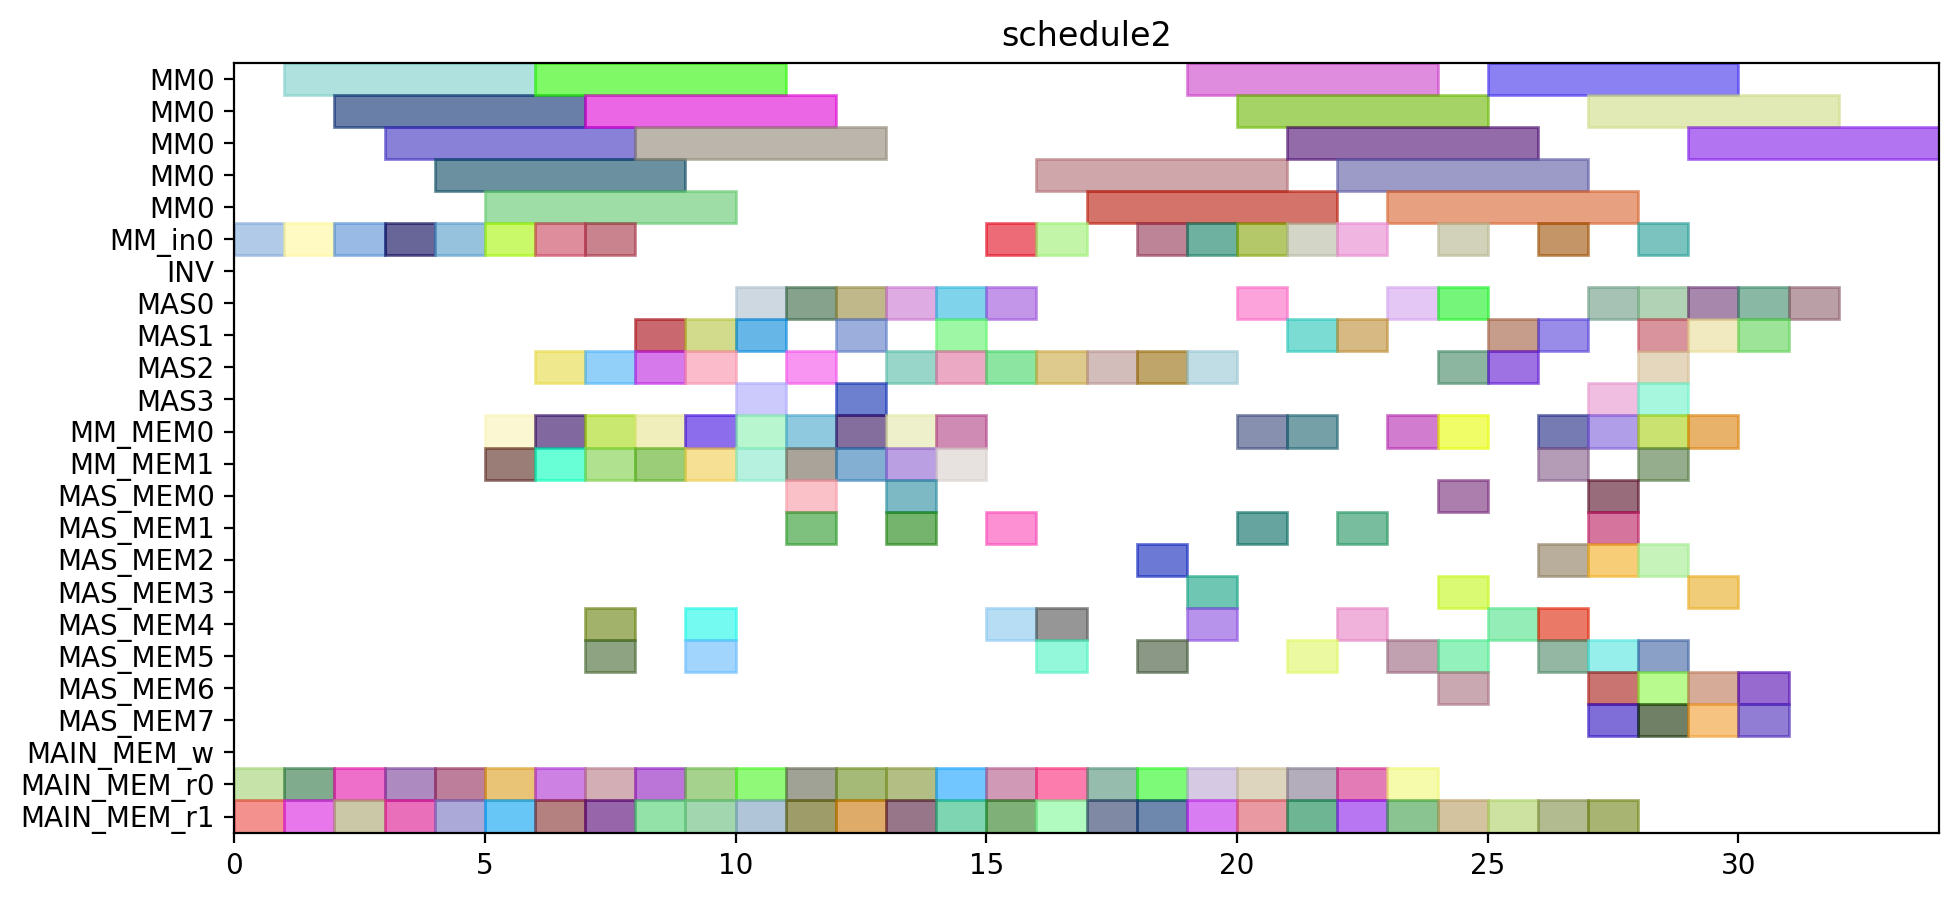 schedule2
MM0
MM0
MM0
MM0
MM0
MM_in0
INV
MAS0
MAS1
MAS2
MAS3
MM_MEM0
MM_MEM1
MAS_MEM0
MAS_MEM1
MAS_MEM2
MAS_MEM3
MAS_MEM4
MAS_MEM5
MAS_MEM6
MAS_MEM7
MAIN_MEM_w
MAIN_MEM_r0
MAIN_MEM_r1
0 5 10 15 20 25 30